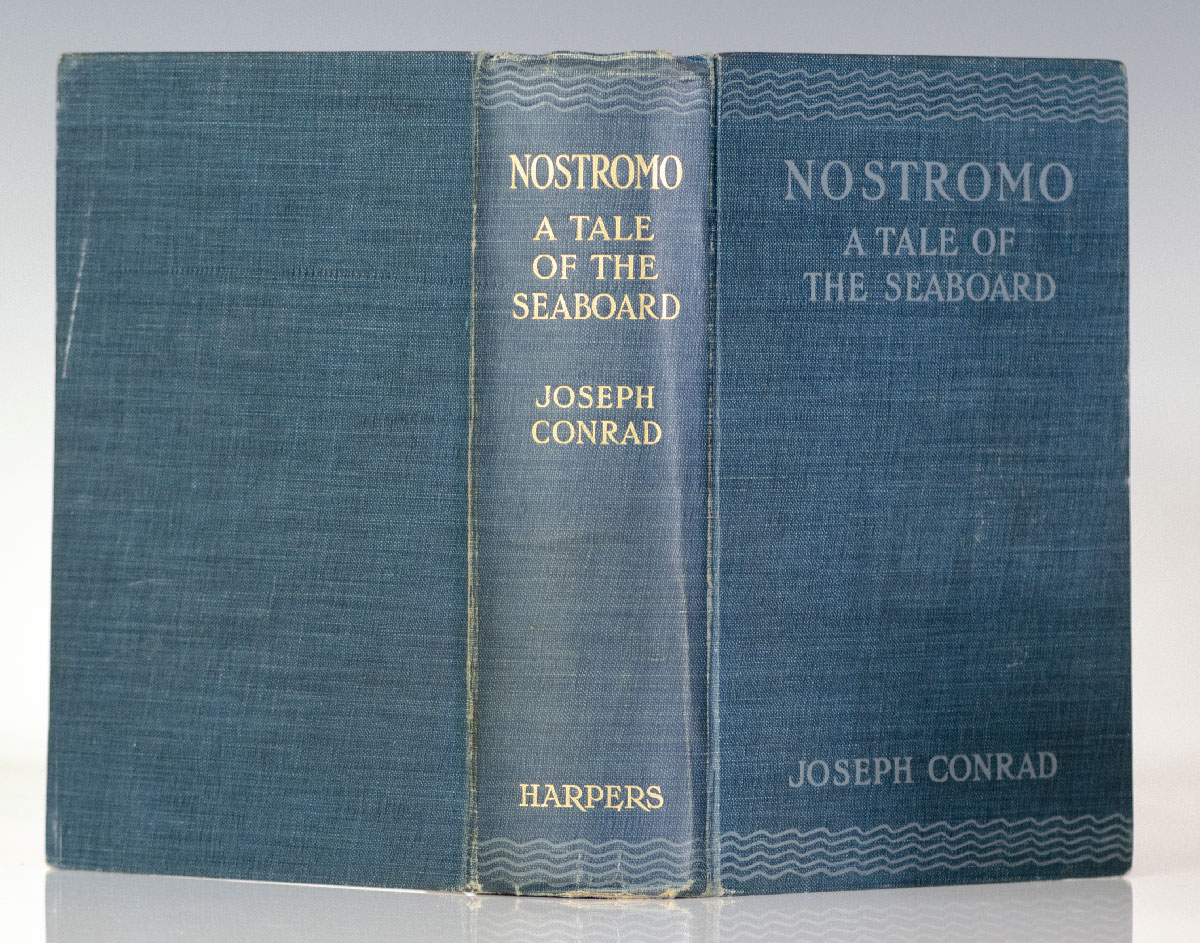 NOSTROMO
A TALE
OF THE
SEABOARD
JOSEPH
CONRAD
HARPERS
NOSTROMO
A TALE OF
THE SEABOARD
JOSEPH CONRAD